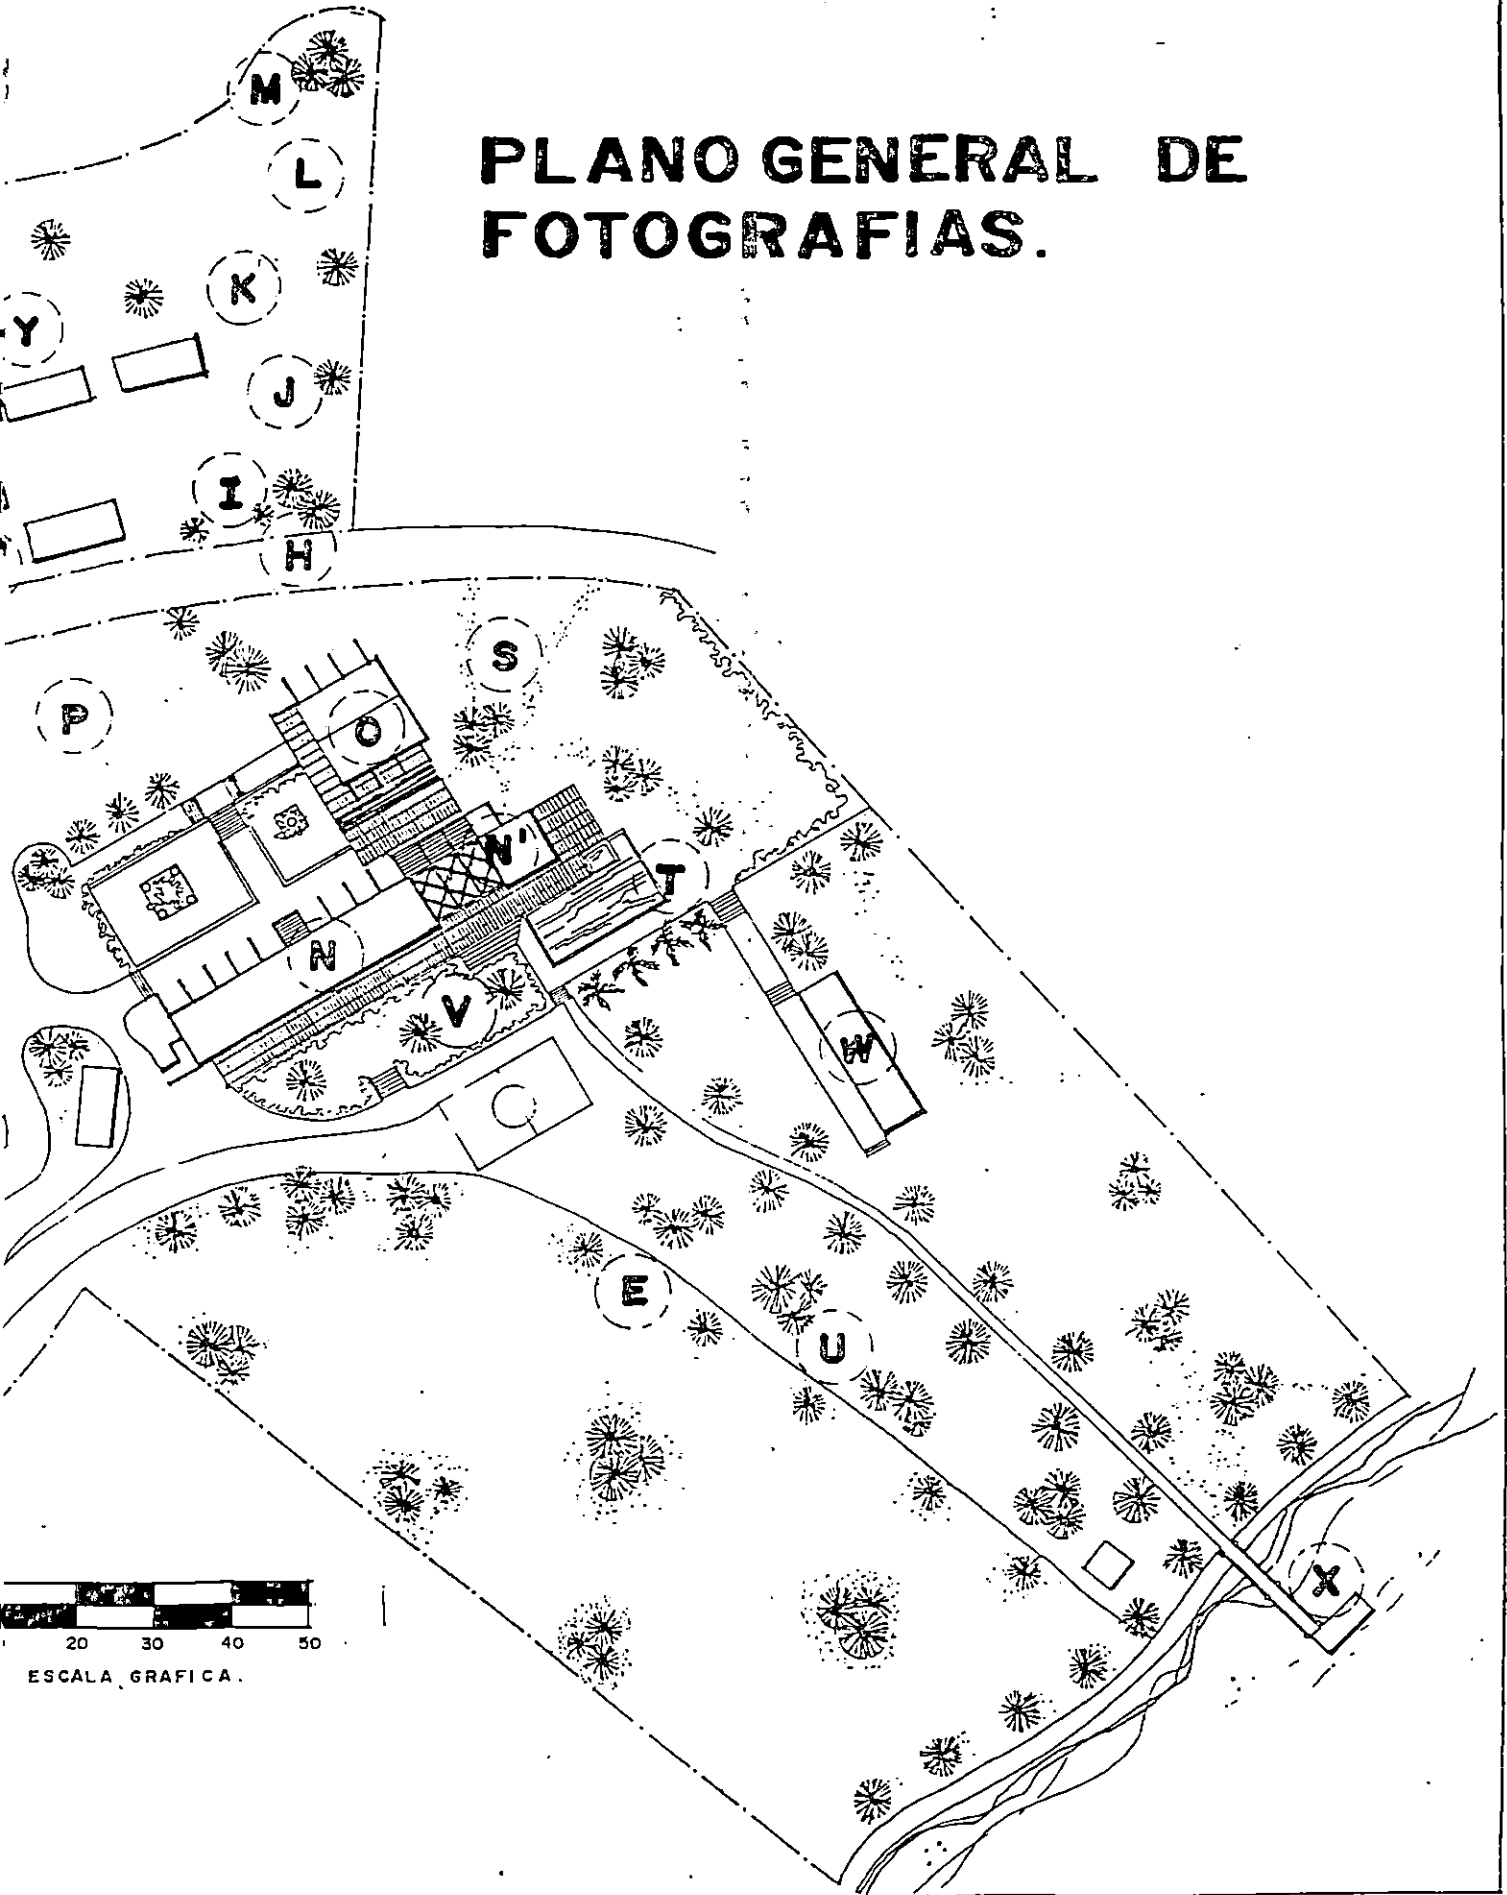 M
PLANO GENERAL DE
L
FOTOGRAFIAS.
K
Y
J
I
H
S
P
O
N'
T
N
V
W
E
U
X
20 30 40 50
ESCALA GRAFICA.